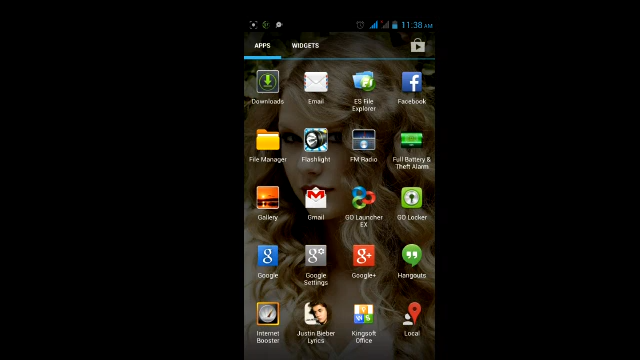 11:38 AM
APPS WIDGETS
Downloads Email ES File Explorer Facebook
File Manager Flashlight FM Radio Full Battery & Theft Alarm
Gallery Gmail GO Launcher EX GO Locker
Google Google Settings Google+ Hangouts
Internet Booster Justin Bieber Lyrics Kingsoft Office Local